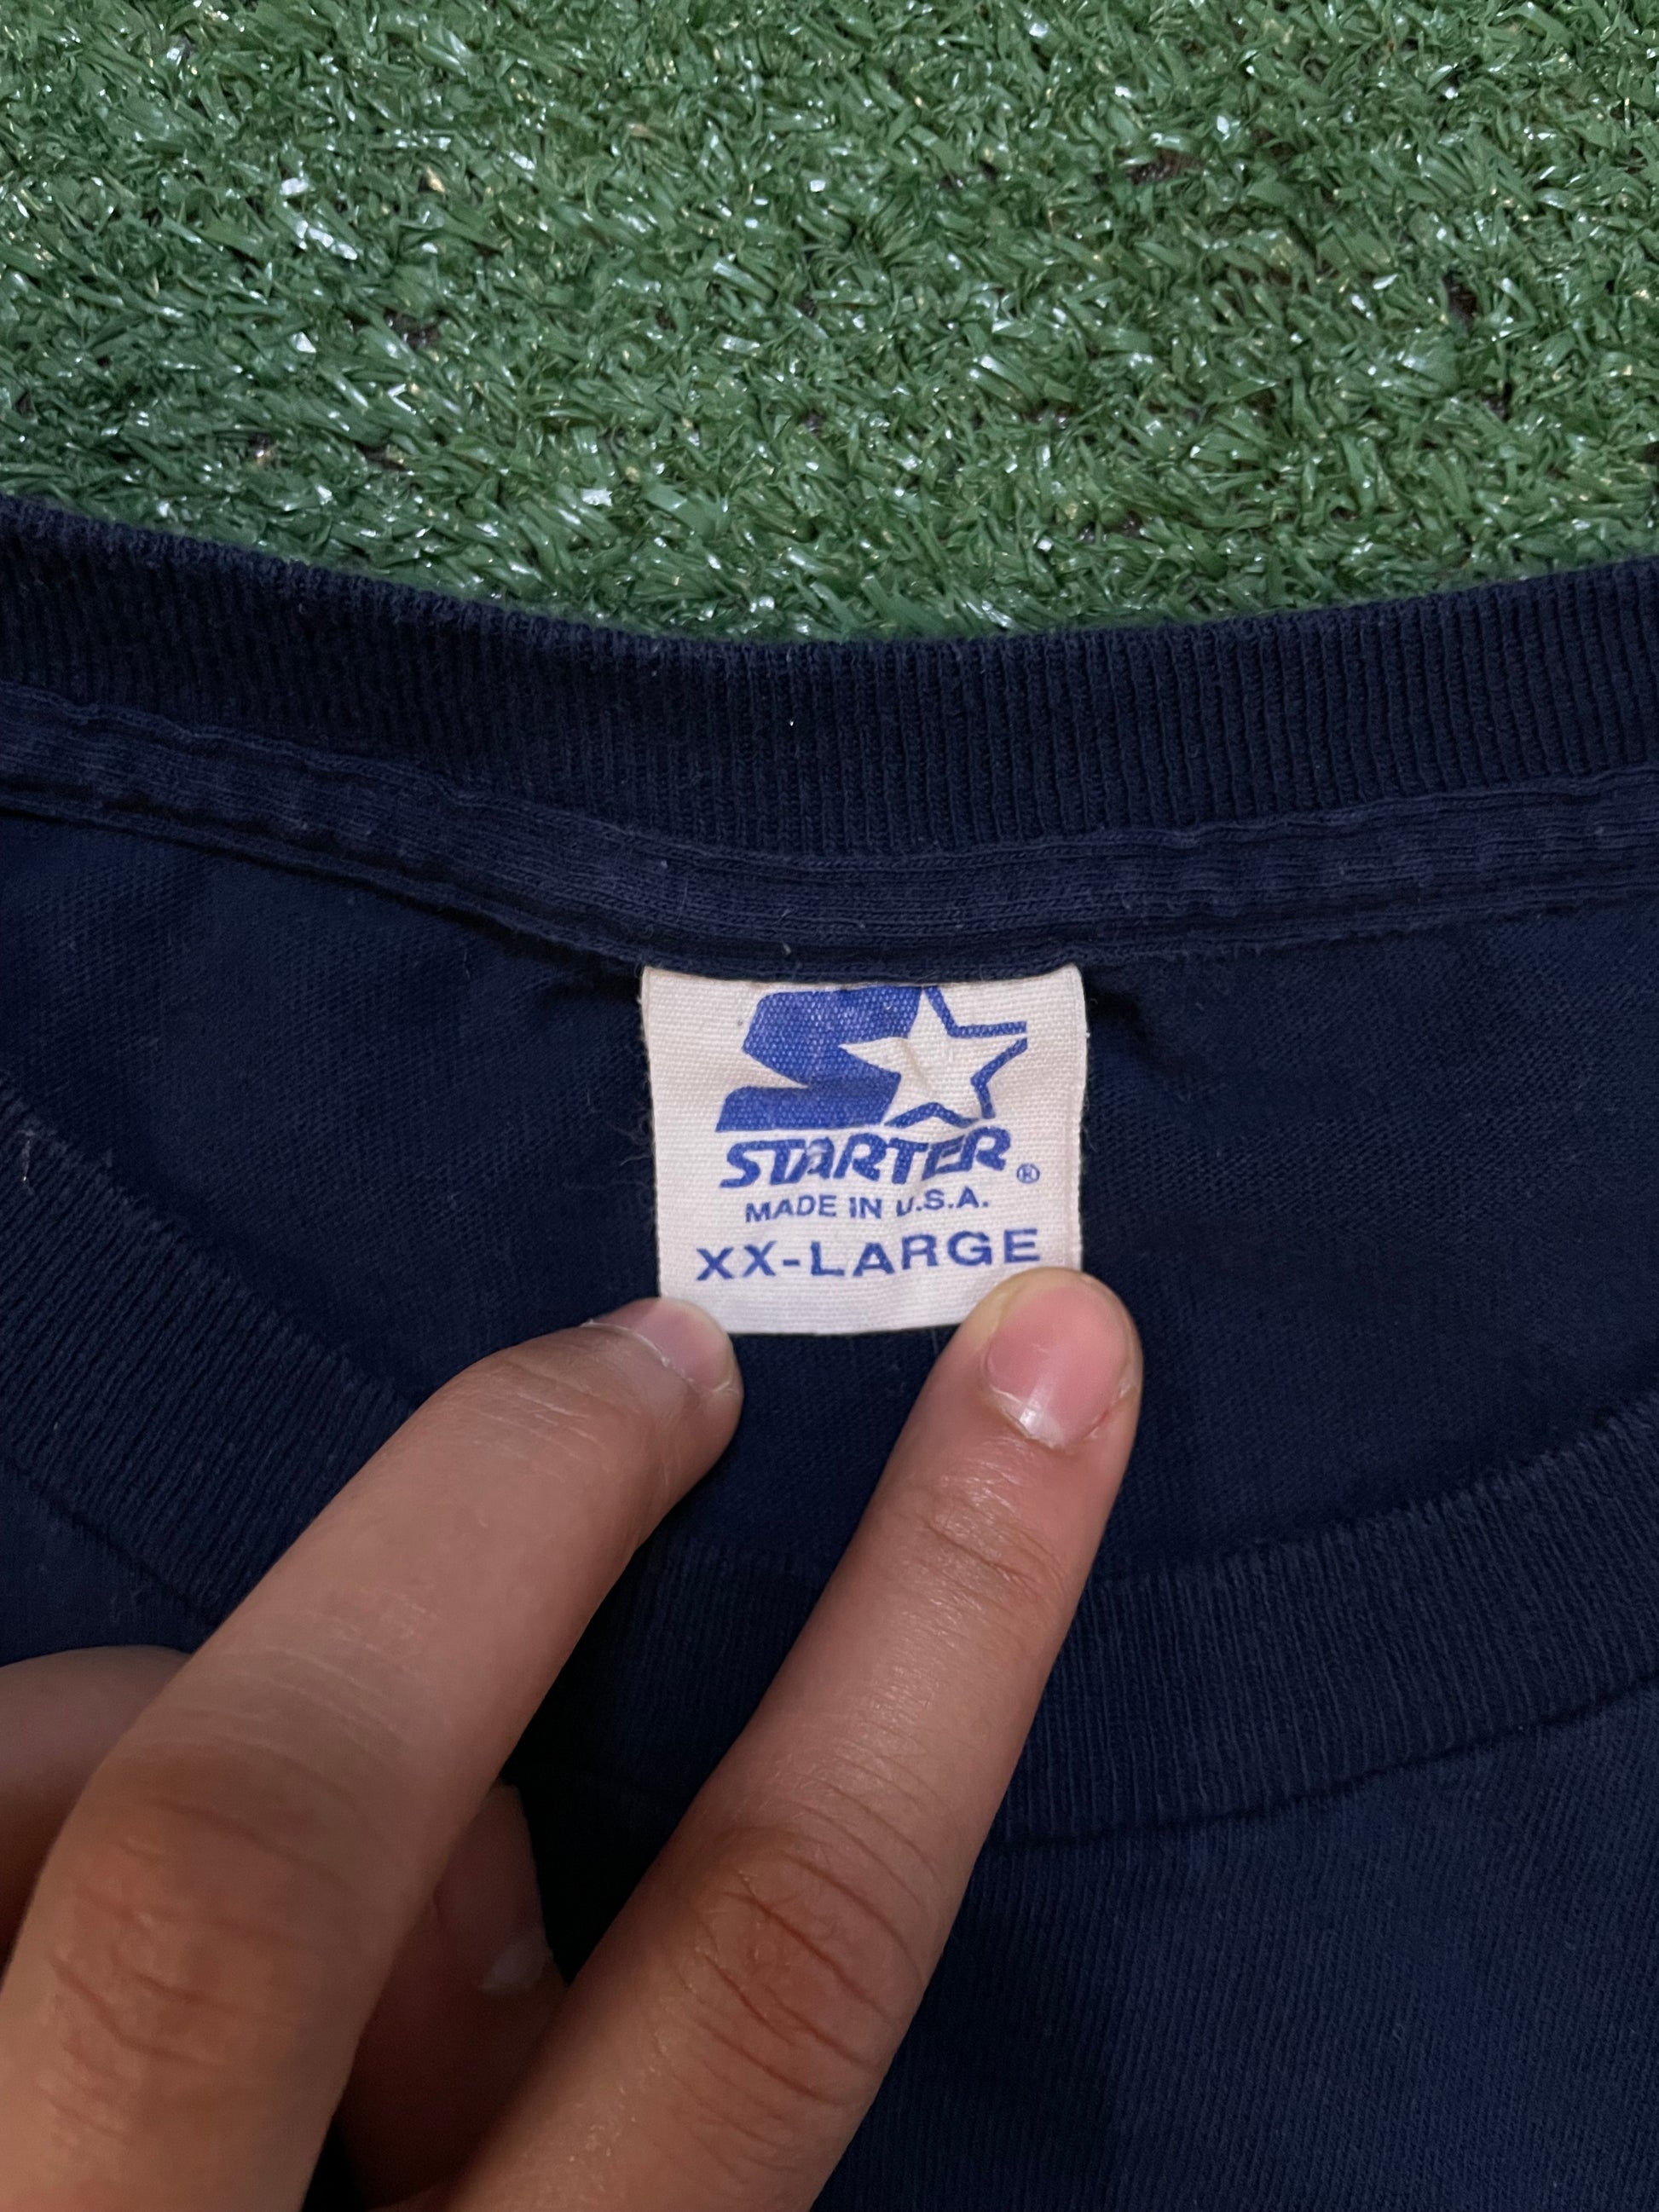 STARTER®
MADE IN U.S.A.
XX-LARGE